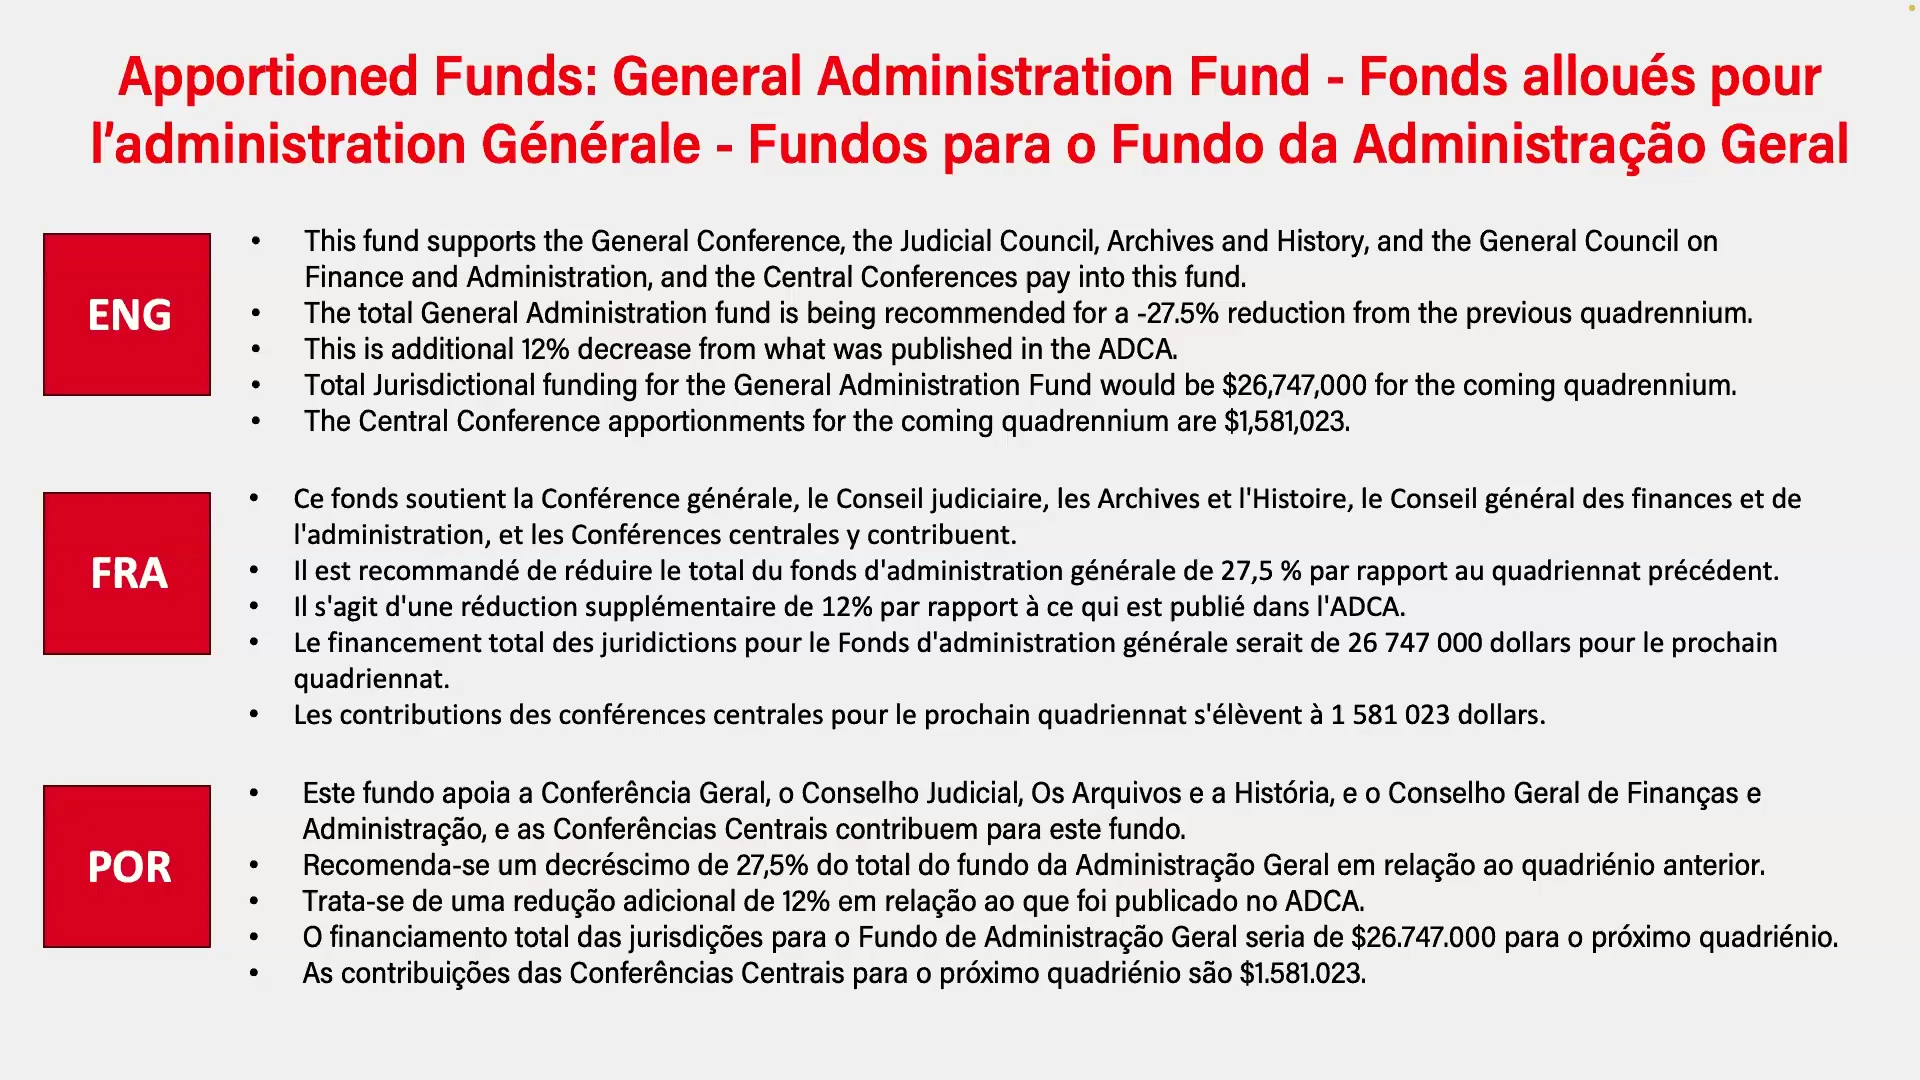 Apportioned Funds: General Administration Fund - Fonds alloués pour
l’administration Générale - Fundos para o Fundo da Administração Geral
ENG
• This fund supports the General Conference, the Judicial Council, Archives and History, and the General Council on
Finance and Administration, and the Central Conferences pay into this fund.
• The total General Administration fund is being recommended for a -27.5% reduction from the previous quadrennium.
• This is additional 12% decrease from what was published in the ADCA.
• Total Jurisdictional funding for the General Administration Fund would be $26,747,000 for the coming quadrennium.
• The Central Conference apportionments for the coming quadrennium are $1,581,023.
FRA
• Ce fonds soutient la Conférence générale, le Conseil judiciaire, les Archives et l'Histoire, le Conseil général des finances et de
l'administration, et les Conférences centrales y contribuent.
• Il est recommandé de réduire le total du fonds d'administration générale de 27,5 % par rapport au quadriennat précédent.
• Il s'agit d'une réduction supplémentaire de 12% par rapport à ce qui est publié dans l'ADCA.
• Le financement total des juridictions pour le Fonds d'administration générale serait de 26 747 000 dollars pour le prochain
quadriennat.
• Les contributions des conférences centrales pour le prochain quadriennat s'élèvent à 1 581 023 dollars.
POR
• Este fundo apoia a Conferência Geral, o Conselho Judicial, Os Arquivos e a História, e o Conselho Geral de Finanças e
Administração, e as Conferências Centrais contribuem para este fundo.
• Recomenda-se um decréscimo de 27,5% do total do fundo da Administração Geral em relação ao quadriénio anterior.
• Trata-se de uma redução adicional de 12% em relação ao que foi publicado no ADCA.
• O financiamento total das jurisdições para o Fundo de Administração Geral seria de $26.747.000 para o próximo quadriénio.
• As contribuições das Conferências Centrais para o próximo quadriénio são $1.581.023.